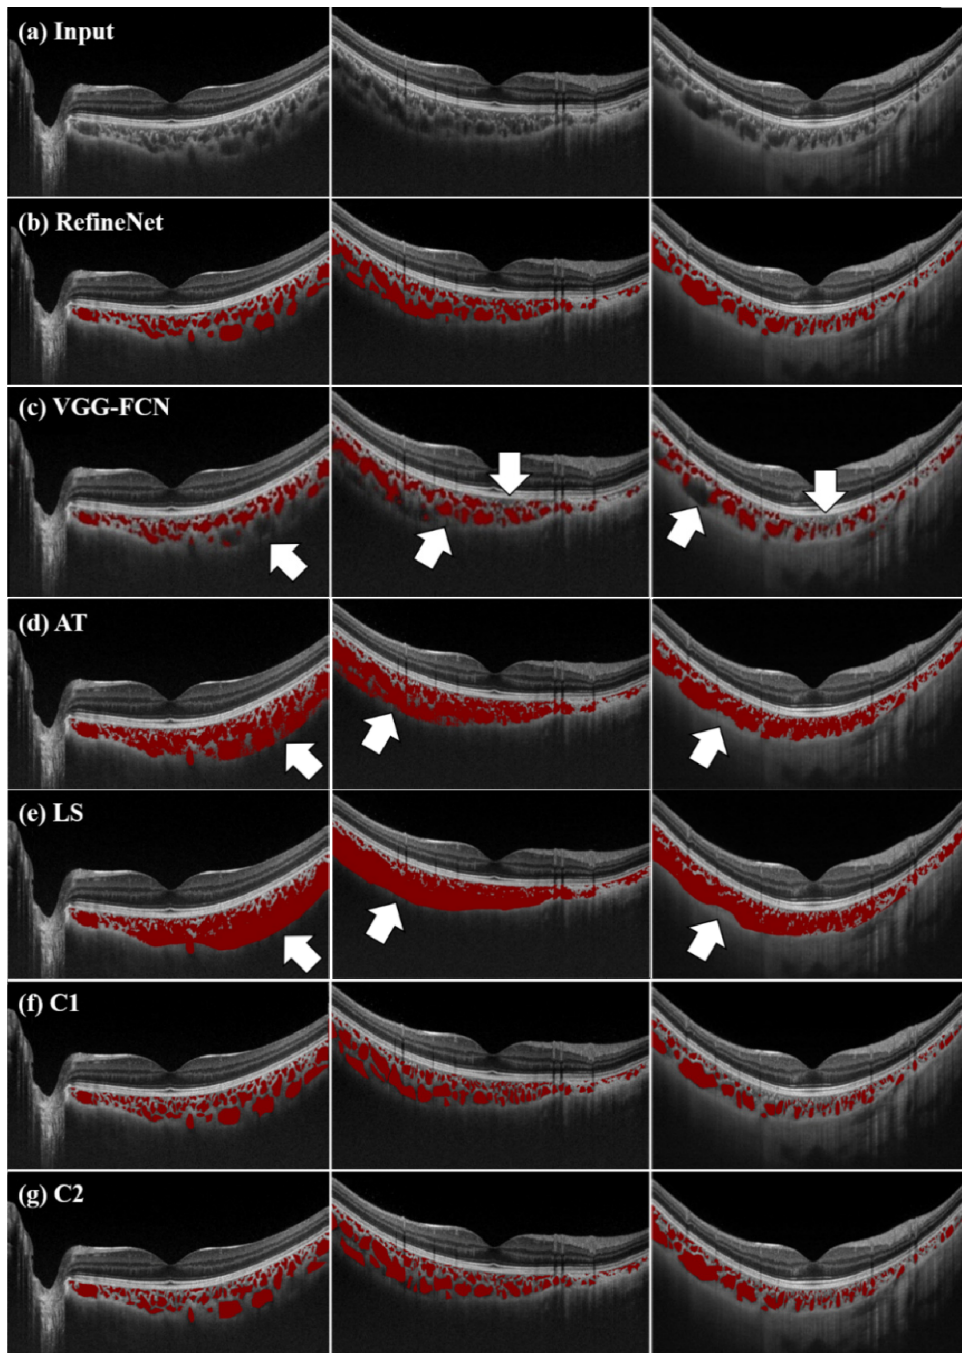 (a) Input
(b) RefineNet
(c) VGG-FCN
(d) AT
(e) LS
(f) C1
(g) C2